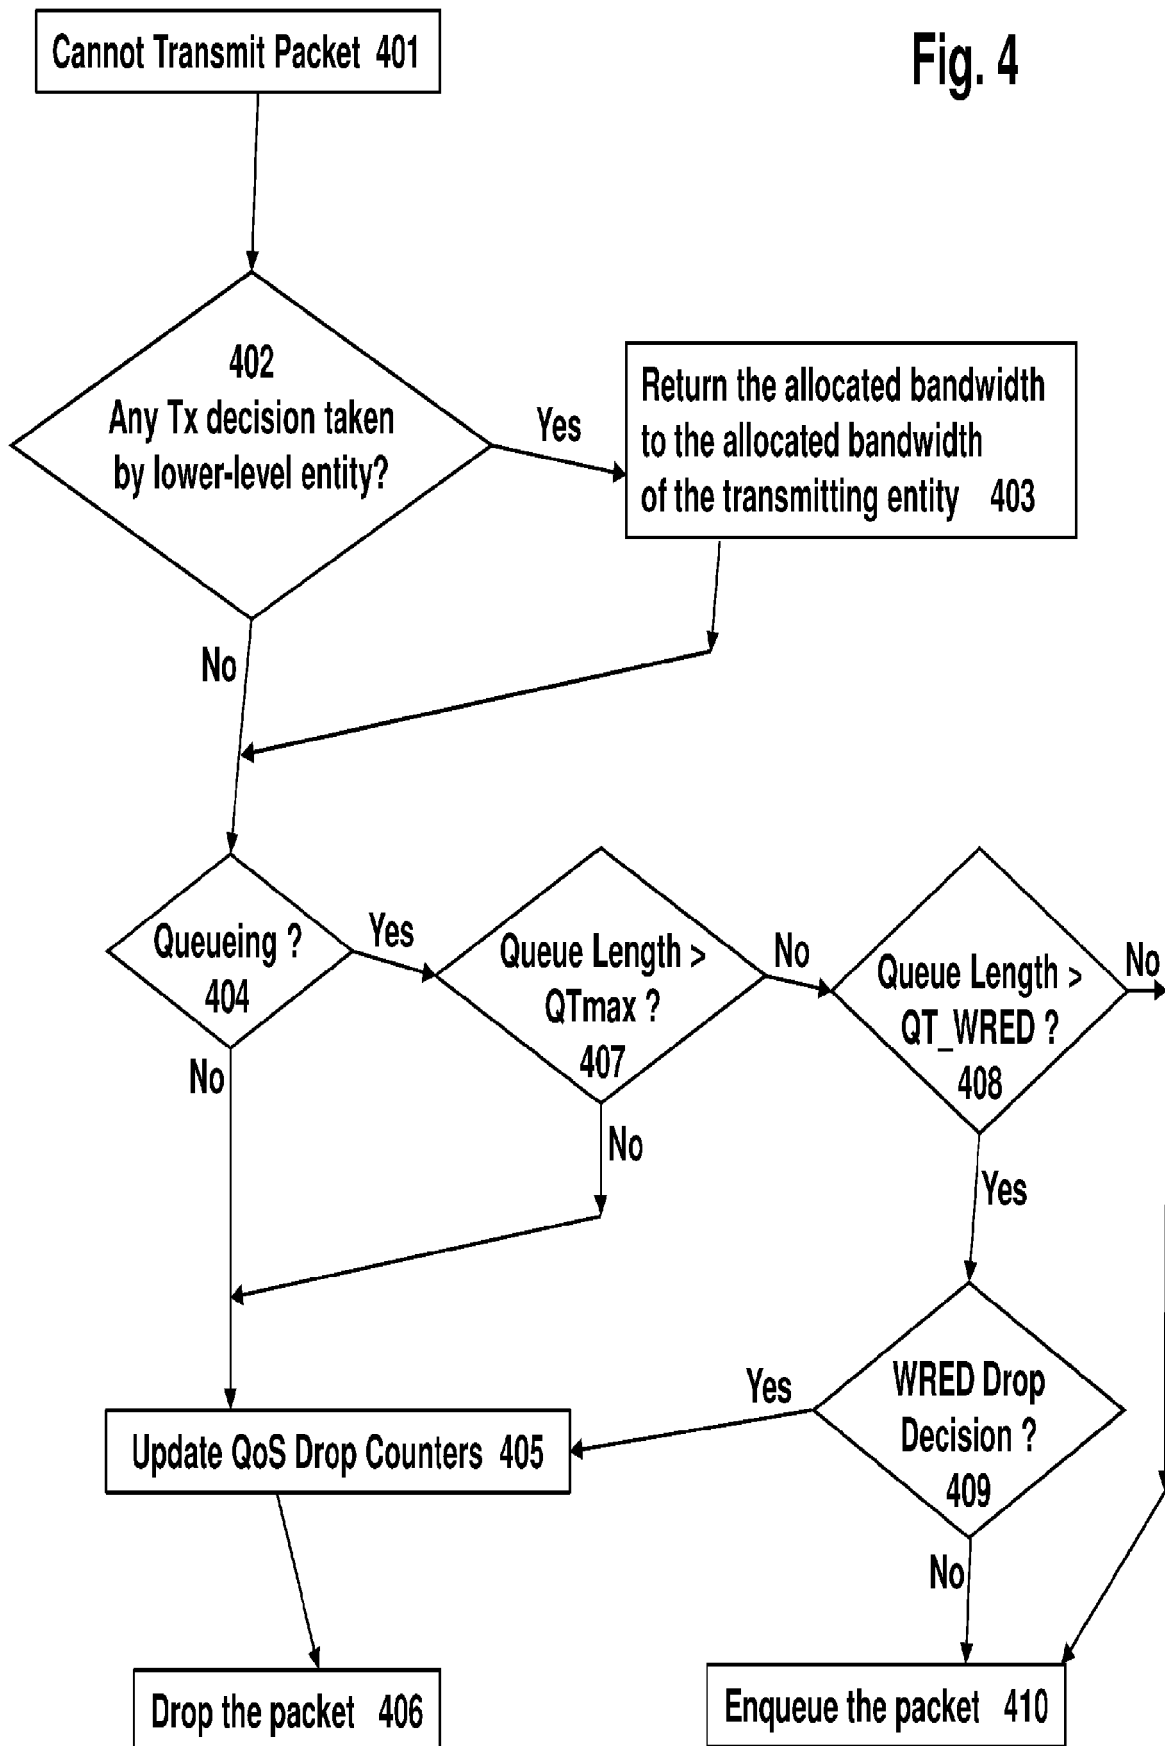 Fig. 4
Cannot Transmit Packet 401
402
Any Tx decision taken
by lower-level entity?
Yes
Return the allocated bandwidth
to the allocated bandwidth
of the transmitting entity 403
No
Queueing ?
404
Yes
Queue Length >
QTmax ?
407
No
Queue Length >
QT_WRED ?
408
No
No
No
Yes
WRED Drop
Decision ?
409
Yes
Update QoS Drop Counters 405
No
Drop the packet 406
Enqueue the packet 410